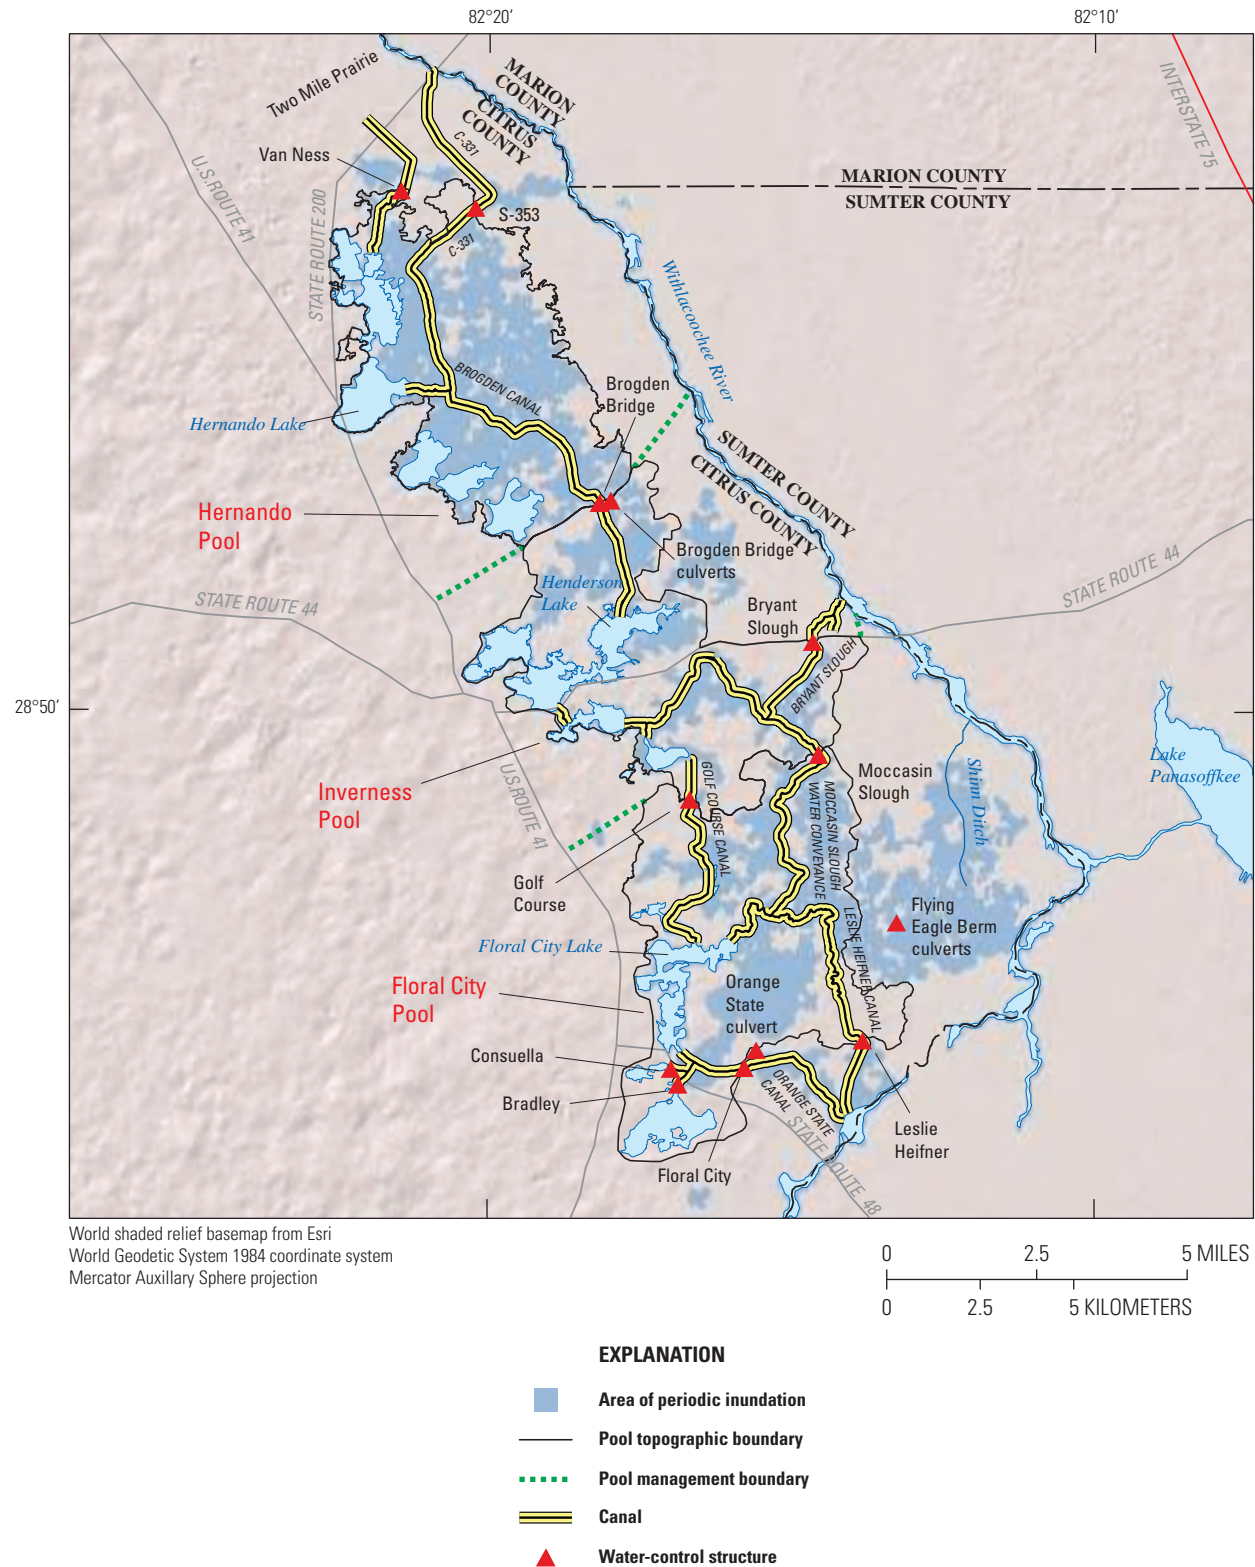 82°20'
82°10'
Two Mile Prairie
MARION
COUNTY
CITRUS
COUNTY
INTERSTATE 75
C-331
Van Ness
U.S.ROUTE 41
STATE ROUTE 200
MARION COUNTY
SUMTER COUNTY
S-353
C-331
Withlacoochee River
BROGDEN CANAL
Brogden
Bridge
Hernando Lake
SUMTER COUNTY
CITRUS COUNTY
Hernando
Pool
Brogden Bridge
culverts
STATE ROUTE 44
STATE ROUTE 44
Henderson
Lake
Bryant
Slough
BRYANT SLOUGH
28°50'
Lake
Panasoffkee
Shinn Ditch
Moccasin
Slough
U.S.ROUTE 41
GOLF COURSE CANAL
MOCCASIN SLOUGH
WATER CONVEYANCE
Inverness
Pool
Golf
Course
LESLIE HEIFNER CANAL
Flying
Eagle Berm
culverts
Floral City Lake
Floral City
Pool
Orange
State
culvert
Consuella
Bradley
ORANGE STATE
CANAL
STATE ROUTE 48
Leslie
Heifner
Floral City
World shaded relief basemap from Esri
World Geodetic System 1984 coordinate system
Mercator Auxillary Sphere projection
0 2.5 5 MILES
0 2.5 5 KILOMETERS
EXPLANATION
Area of periodic inundation
Pool topographic boundary
Pool management boundary
Canal
Water-control structure